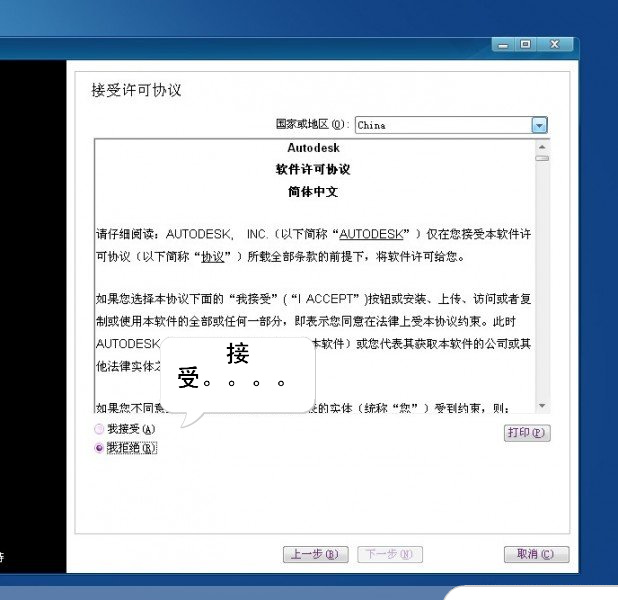 接受许可协议
国家或地区(O): China
Autodesk
软件许可协议
简体中文
请仔细阅读：AUTODESK, INC.（以下简称“AUTODESK”）仅在您接受本软件许
可协议（以下简称“协议”）所载全部条款的前提下，将软件许可给您。
如果您选择本协议下面的“我接受”(“I ACCEPT”)按钮或安装、上传、访问或者复
制或使用本软件的全部或任何一部分，即表示您同意在法律上受本协议约束。此时
AUTODESK 本软件）或您代表其获取本软件的公司或其
他法律实体
接
受。。。。
如果您不同意 的实体（统称“您”）受到约束，则：
我接受(A)
打印(P)
我拒绝(R)
上一步(B) 下一步(N) 取消(C)